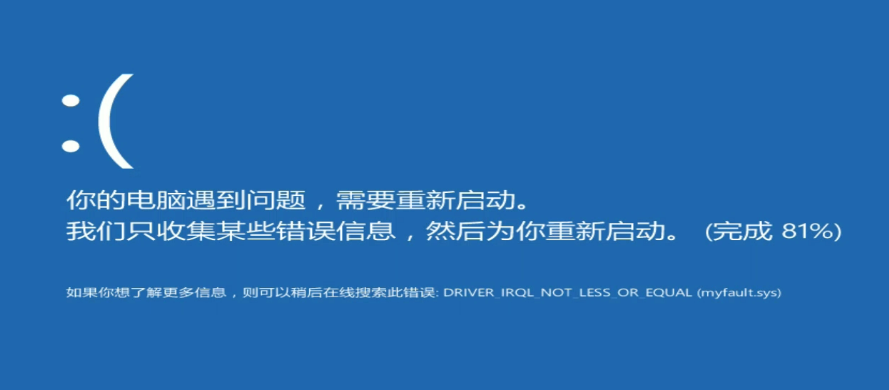 :(
你的电脑遇到问题，需要重新启动。
我们只收集某些错误信息，然后为你重新启动。 (完成 81%)
如果你想了解更多信息，则可以稍后在线搜索此错误: DRIVER_IRQL_NOT_LESS_OR_EQUAL (myfault.sys)